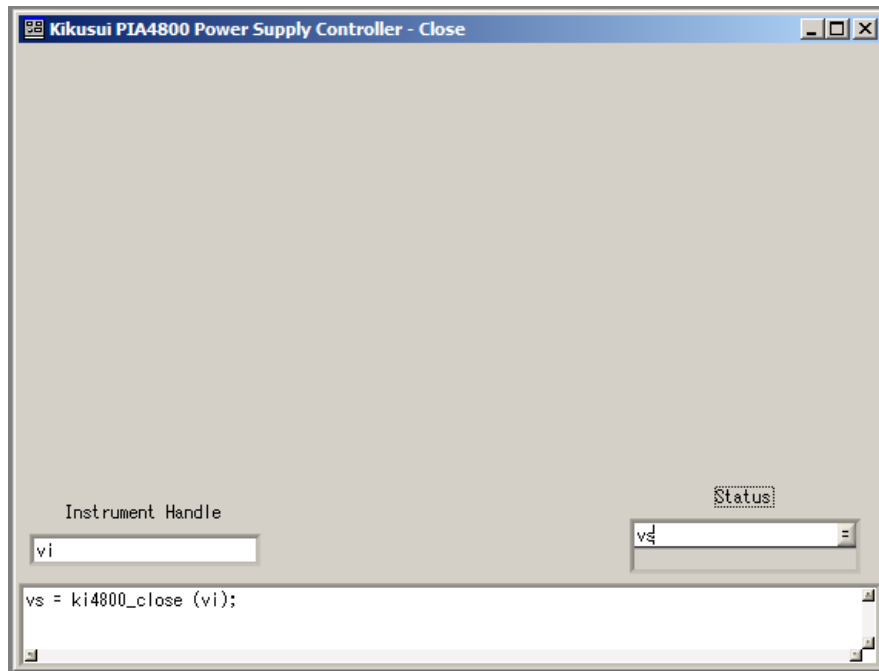 Kikusui PIA4800 Power Supply Controller - Close
Status
Instrument Handle
vs
=
vi
vs = ki4800_close (vi);